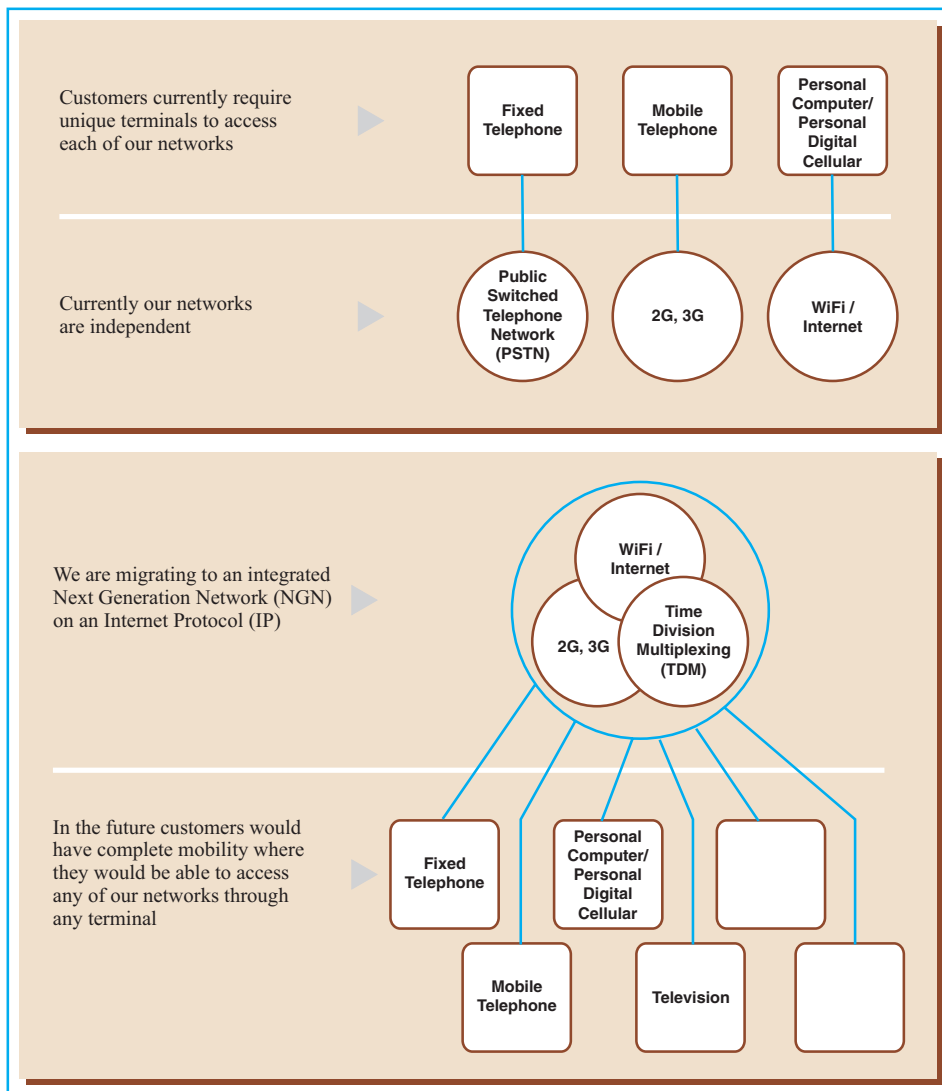 Customers currently require
unique terminals to access
each of our networks
Fixed
Telephone
Mobile
Telephone
Personal
Computer/
Personal
Digital
Cellular
Currently our networks
are independent
Public
Switched
Telephone
Network
(PSTN)
2G, 3G
WiFi /
Internet
We are migrating to an integrated
Next Generation Network (NGN)
on an Internet Protocol (IP)
WiFi /
Internet
2G, 3G
Time
Division
Multiplexing
(TDM)
In the future customers would
have complete mobility where
they would be able to access
any of our networks through
any terminal
Fixed
Telephone
Personal
Computer/
Personal
Digital
Cellular
Mobile
Telephone
Television